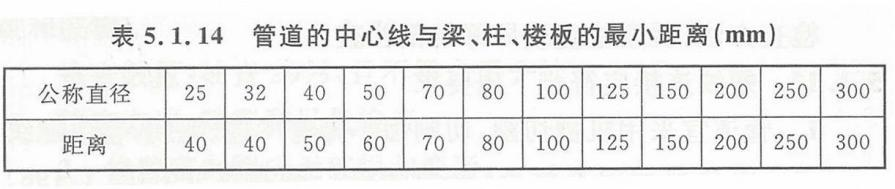 表 5.1.14 管道的中心线与梁、柱、楼板的最小距离(mm)
公称直径 25 32 40 50 70 80 100 125 150 200 250 300
距离 40 40 50 60 70 80 100 125 150 200 250 300